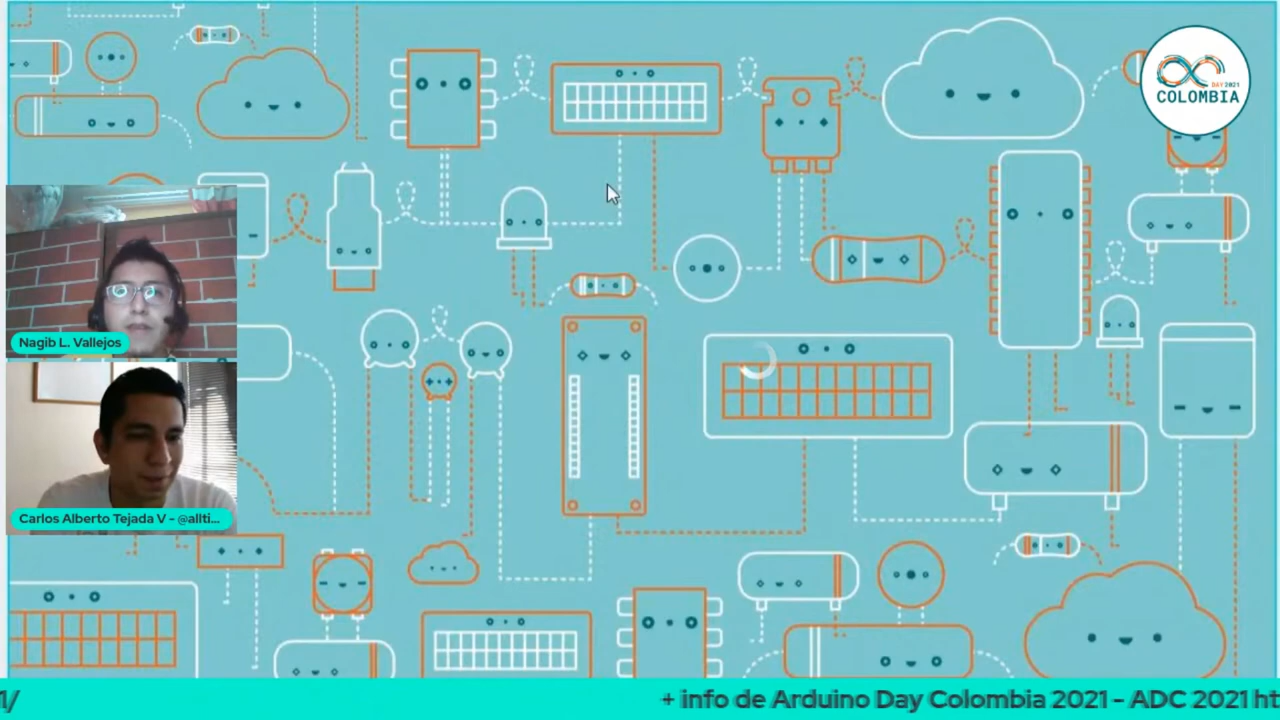 DAY 2021
COLOMBIA
Nagib L. Vallejos
Carlos Alberto Tejada V - @allti...
1/
+ info de Arduino Day Colombia 2021 - ADC 2021 ht